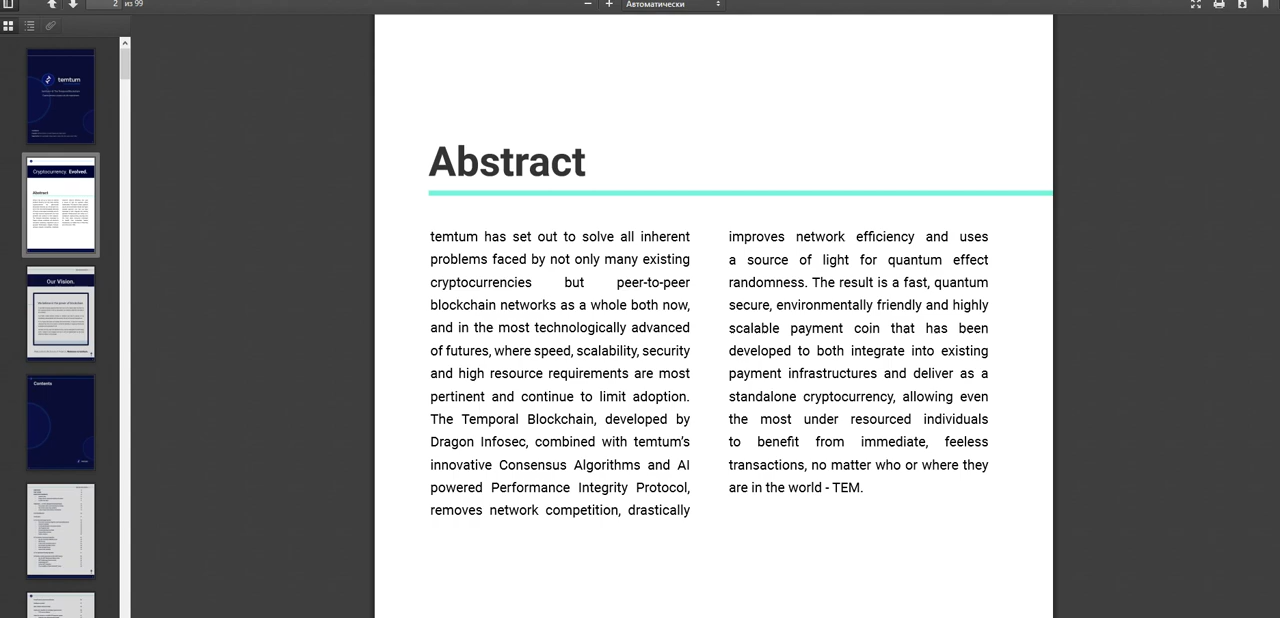 2 из 99
Автоматически
temtum
Cryptocurrency. Evolved.
Abstract
Our Vision.
Contents
Abstract
temtum has set out to solve all inherent
problems faced by not only many existing
cryptocurrencies but peer-to-peer
blockchain networks as a whole both now,
and in the most technologically advanced
of futures, where speed, scalability, security
and high resource requirements are most
pertinent and continue to limit adoption.
The Temporal Blockchain, developed by
Dragon Infosec, combined with temtum's
innovative Consensus Algorithms and AI
powered Performance Integrity Protocol,
removes network competition, drastically
improves network efficiency and uses
a source of light for quantum effect
randomness. The result is a fast, quantum
secure, environmentally friendly and highly
scalable payment coin that has been
developed to both integrate into existing
payment infrastructures and deliver as a
standalone cryptocurrency, allowing even
the most under resourced individuals
to benefit from immediate, feeless
transactions, no matter who or where they
are in the world - TEM.